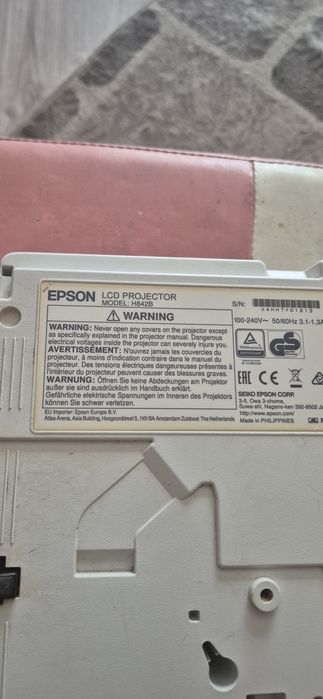 EPSON LCD PROJECTOR
MODEL: H842B
S/N:
X4HH7Y01213
WARNING
100-240V~ 50/60Hz 3.1-1.3A
WARNING: Never open any covers on the projector except
as specifically explained in the projector manual. Dangerous
electrical voltages inside the projector can severely injure you.
AVERTISSEMENT: N'ouvrez jamais les couvercles du
projecteur, à moins d'indication contraire dans le manuel du
projecteur. Des tensions électriques dangereuses présentes à
l'intérieur du projecteur peuvent causer des blessures graves.
WARNUNG: Öffnen Sie keine Abdeckungen am Projektor
außer sie sind ausdrücklich im Handbuch erklärt.
Gefährliche elektrische Spannungen im Inneren des Projektors
können Sie schwer verletzen.
EU Importer: Epson Europe B.V.
Atlas Arena, Asia Building, Hoogoorddreef 5, 1101 BA Amsterdam Zuidoost The Netherlands
GS
CE
EAC
SEIKO EPSON CORP.
3-5, Owa 3-chome,
Suwa-shi, Nagano-ken 392-8502 J
http://epson.com/
Made in PHILIPPINES